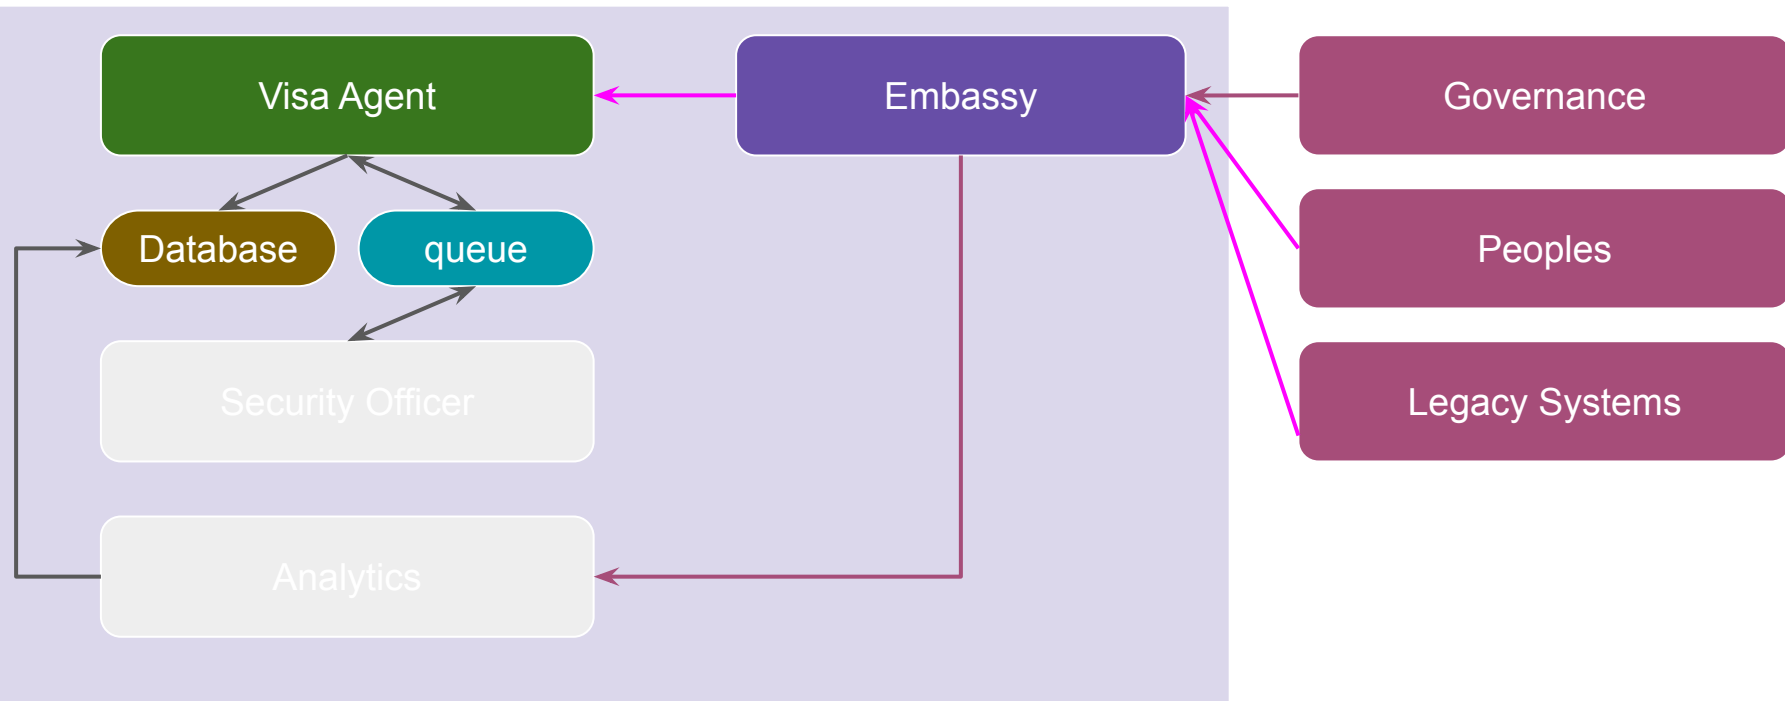 Visa Agent
Embassy
Governance
Database
queue
Peoples
Security Officer
Legacy Systems
Analytics